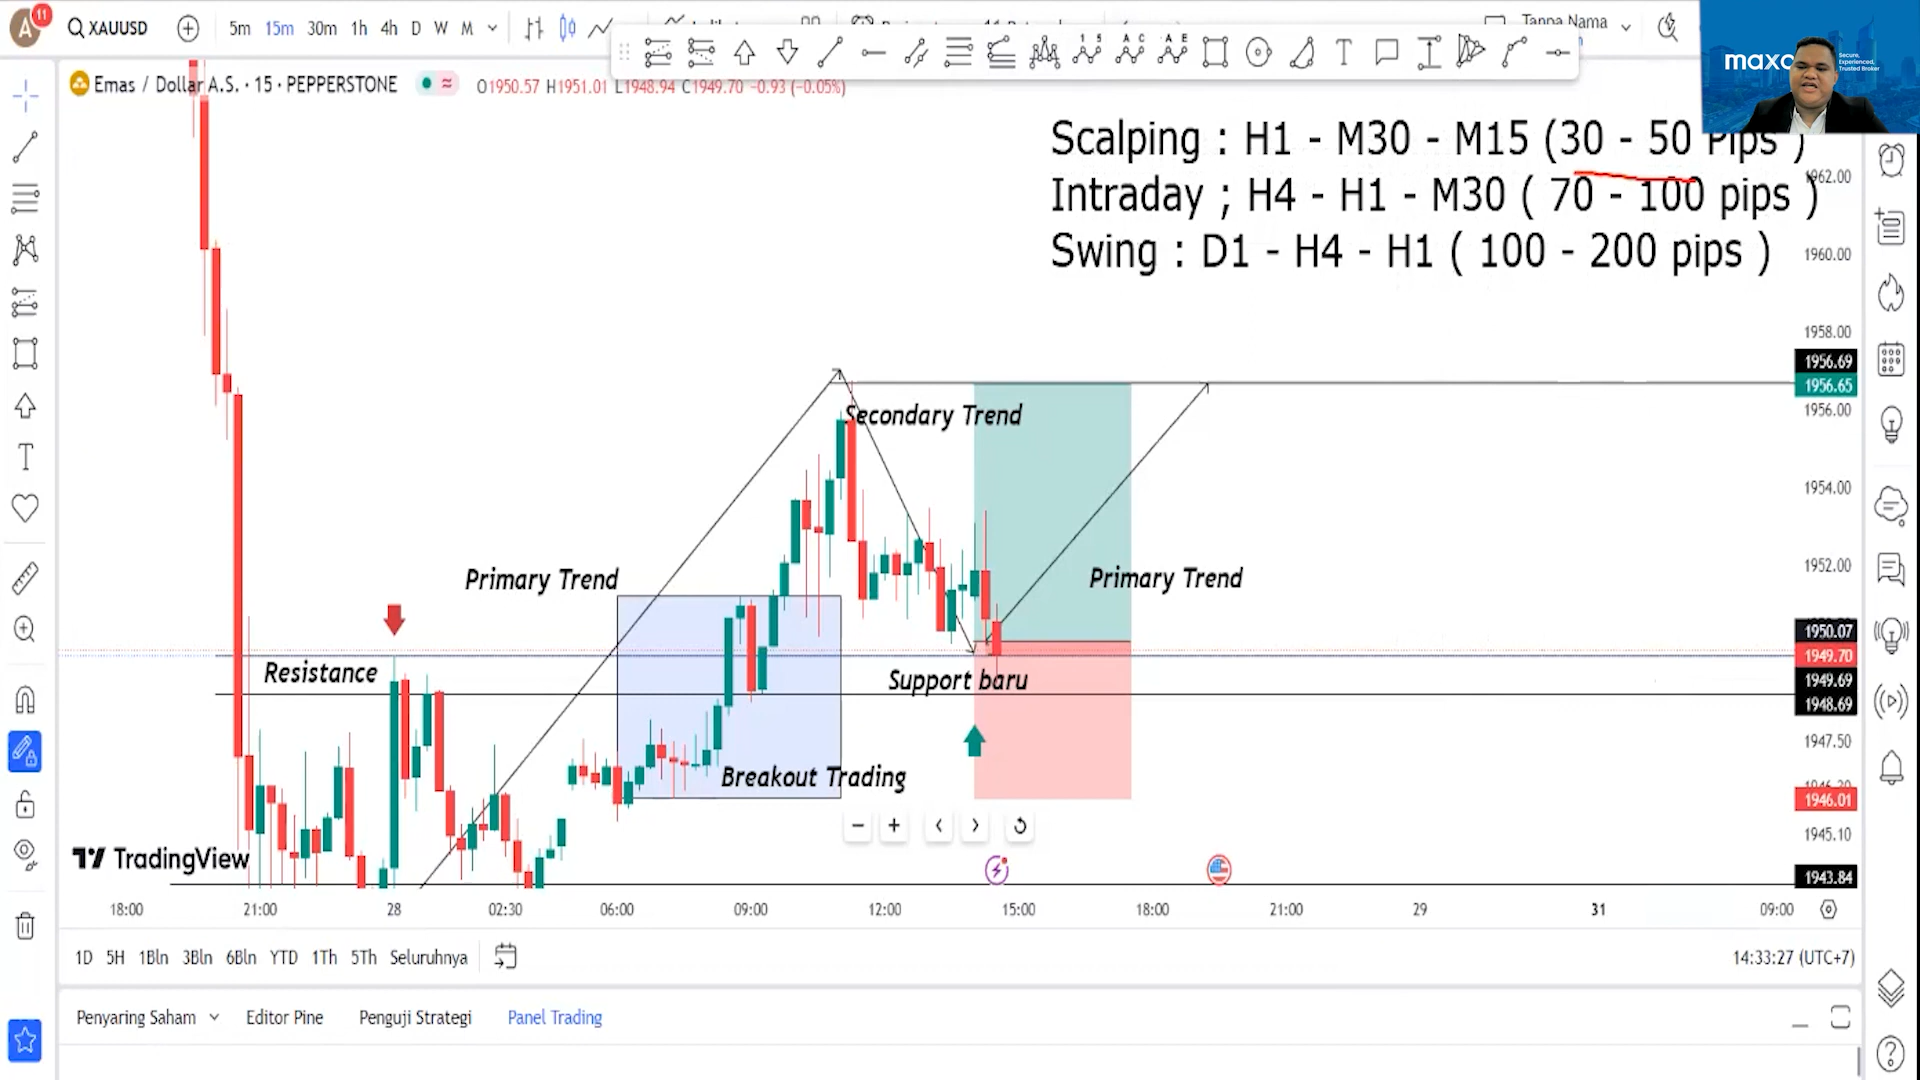 A
11
XAUUSD
5m 15m 30m 1h 4h D W M
Tanpa Nama
maxc
Secure,
Experienced,
Trusted Broker
Emas / Dollar A.S. · 15 · PEPPERSTONE
O1950.57 H1951.01 L1948.94 C1949.70 −0.93 (−0.05%)
Scalping : H1 - M30 - M15 (30 - 50 Pips )
Intraday ; H4 - H1 - M30 ( 70 - 100 pips )
Swing : D1 - H4 - H1 ( 100 - 200 pips )
1962.00
1960.00
1958.00
1956.69
1956.65
1956.00
Secondary Trend
1954.00
1952.00
Primary Trend
Primary Trend
1950.07
1949.70
Resistance
Support baru
1949.69
1948.69
1947.50
Breakout Trading
1946.01
1945.10
TradingView
1943.84
18:00 21:00 28 02:30 06:00 09:00 12:00 15:00 18:00 21:00 29 31 09:00
1D 5H 1Bln 3Bln 6Bln YTD 1Th 5Th Seluruhnya
14:33:27 (UTC+7)
Penyaring Saham Editor Pine Penguji Strategi Panel Trading